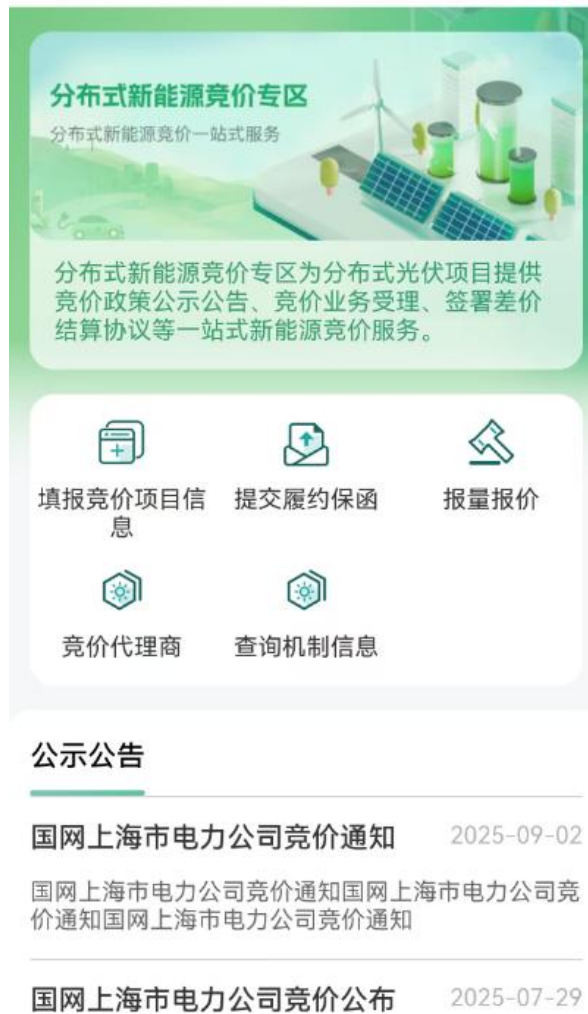 分布式新能源竞价专区
分布式新能源竞价一站式服务
分布式新能源竞价专区为分布式光伏项目提供
竞价政策公示公告、竞价业务受理、签署差价
结算协议等一站式新能源竞价服务。
填报竞价项目信
息
提交履约保函
报量报价
竞价代理商
查询机制信息
公示公告
国网上海市电力公司竞价通知 2025-09-02
国网上海市电力公司竞价通知国网上海市电力公司竞
价通知国网上海市电力公司竞价通知
国网上海市电力公司竞价公布 2025-07-29